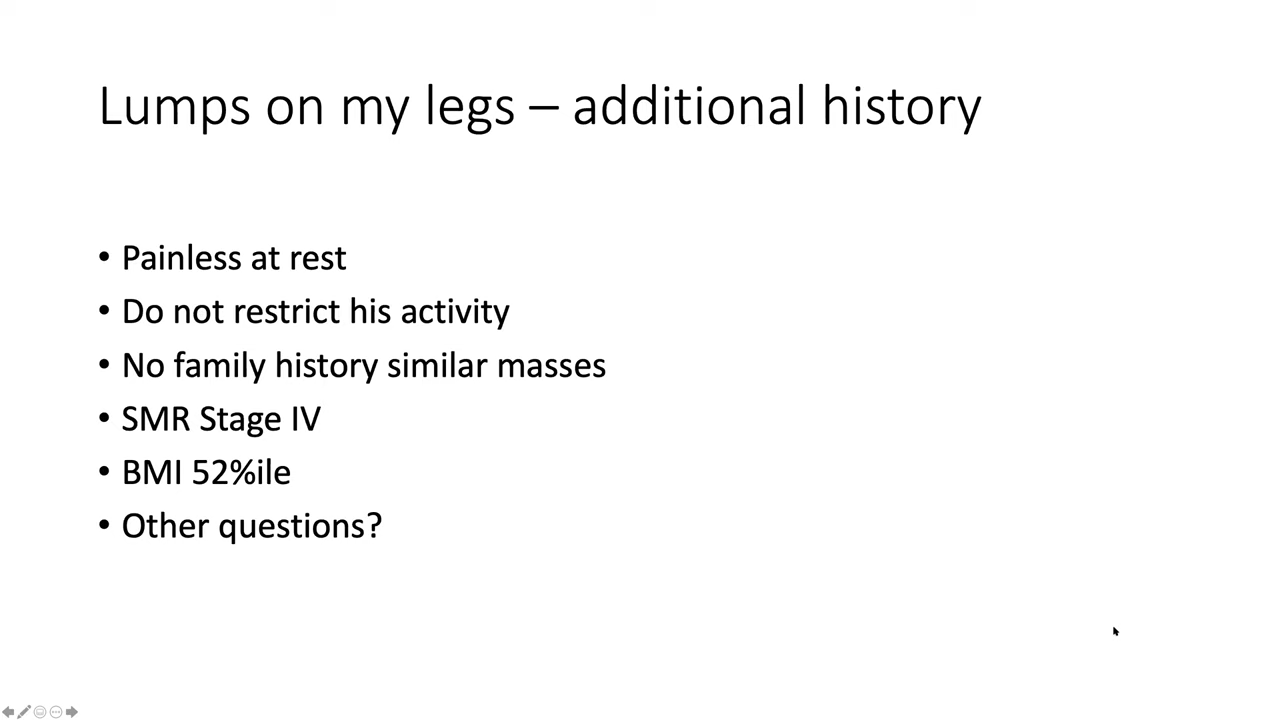 Lumps on my legs – additional history
• Painless at rest
• Do not restrict his activity
• No family history similar masses
• SMR Stage IV
• BMI 52%ile
• Other questions?